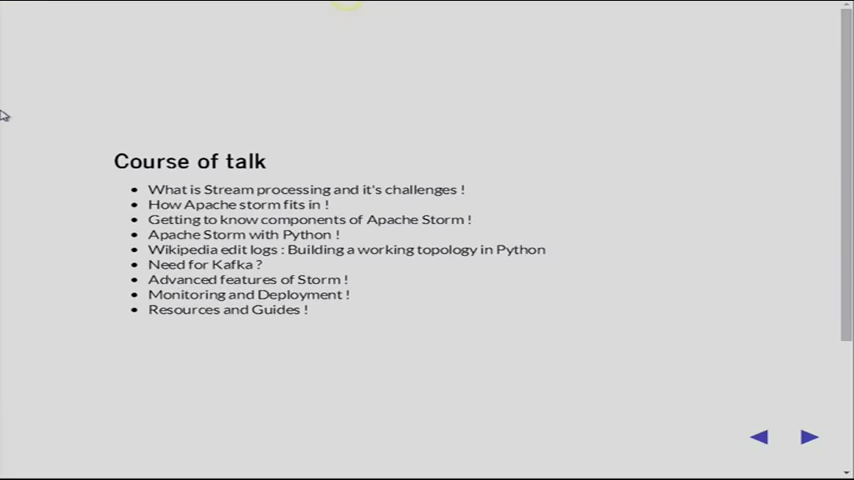 Course of talk
What is Stream processing and it's challenges !
How Apache storm fits in !
Getting to know components of Apache Storm !
Apache Storm with Python !
Wikipedia edit logs : Building a working topology in Python
Need for Kafka ?
Advanced features of Storm !
Monitoring and Deployment !
Resources and Guides !